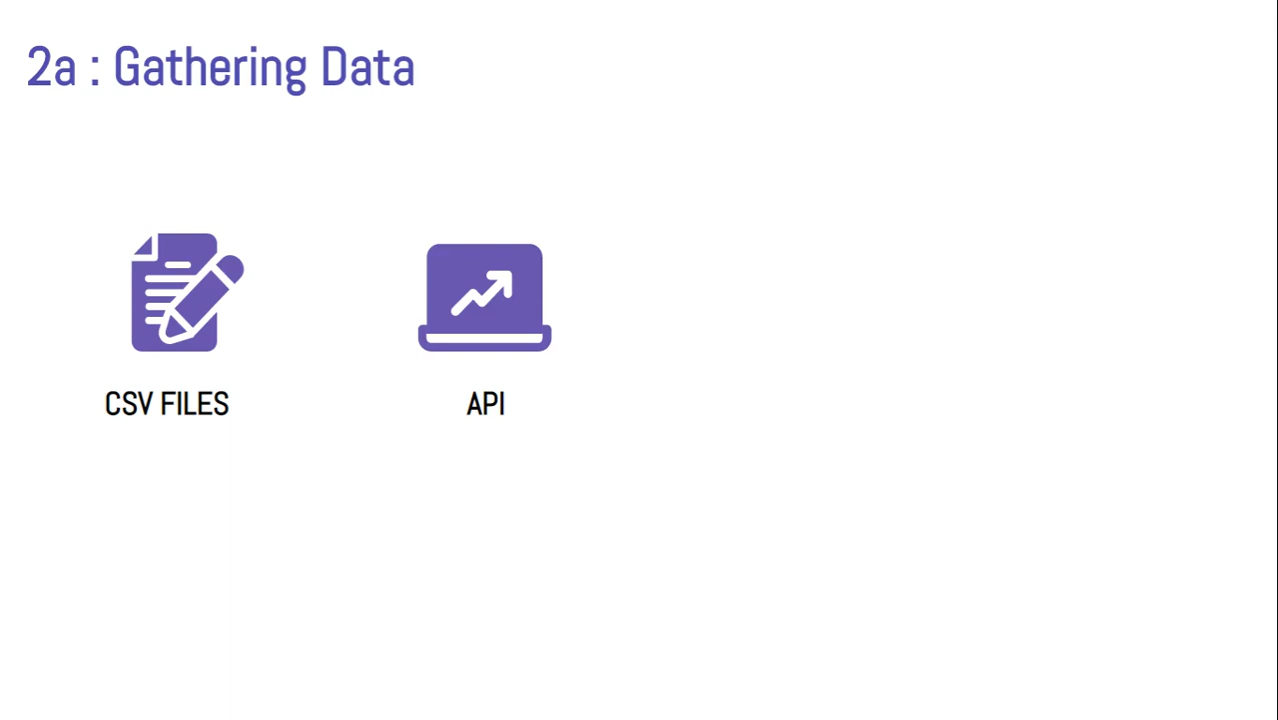 2a : Gathering Data
CSV FILES
API